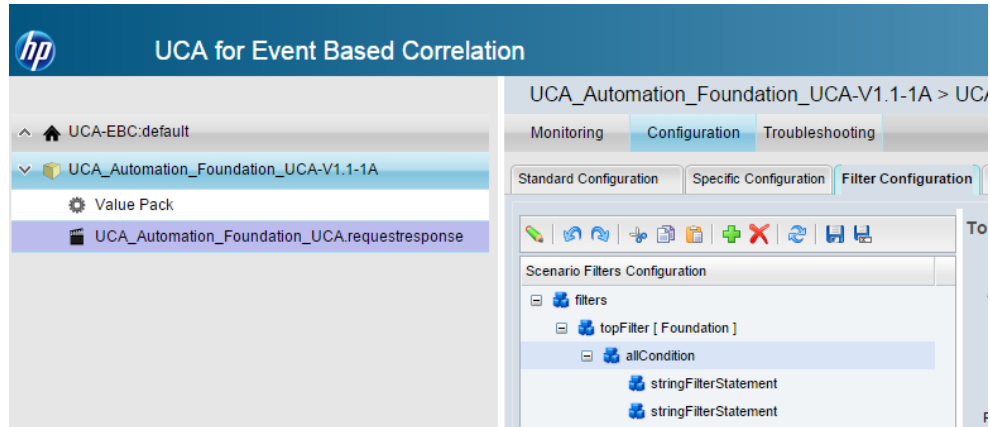 hp
UCA for Event Based Correlation
UCA_Automation_Foundation_UCA-V1.1-1A > UCA
UCA-EBC:default
Monitoring Configuration Troubleshooting
UCA_Automation_Foundation_UCA-V1.1-1A
Standard Configuration Specific Configuration Filter Configuration
Value Pack
UCA_Automation_Foundation_UCA.requestresponse
To
Scenario Filters Configuration
filters
topFilter [ Foundation ]
allCondition
stringFilterStatement
stringFilterStatement